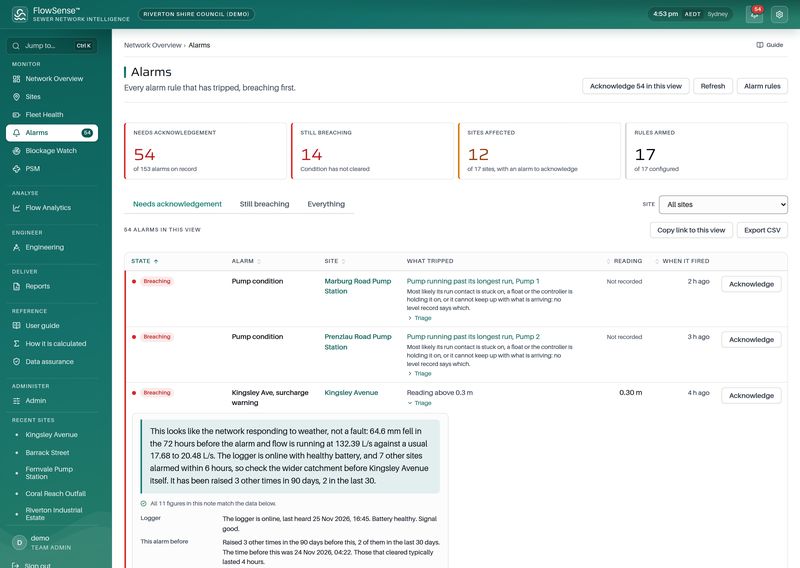 FlowSense™
SEWER NETWORK INTELLIGENCE
RIVERTON SHIRE COUNCIL (DEMO)
4:53 pm AEDT Sydney
54
Jump to... Ctrl K
MONITOR
Network Overview
Sites
Fleet Health
Alarms 54
Blockage Watch
PSM
ANALYSE
Flow Analytics
ENGINEER
Engineering
DELIVER
Reports
REFERENCE
User guide
How it is calculated
Data assurance
ADMINISTER
Admin
RECENT SITES
Kingsley Avenue
Barrack Street
Fernvale Pump
Station
Coral Reach Outfall
Riverton Industrial
Estate
D demo
TEAM ADMIN
Sign out
Network Overview › Alarms
Guide
Alarms
Every alarm rule that has tripped, breaching first.
Acknowledge 54 in this view
Refresh
Alarm rules
NEEDS ACKNOWLEDGEMENT
54
of 153 alarms on record
STILL BREACHING
14
Condition has not cleared
SITES AFFECTED
12
of 17 sites, with an alarm to acknowledge
RULES ARMED
17
of 17 configured
Needs acknowledgement Still breaching Everything
SITE All sites
54 ALARMS IN THIS VIEW
Copy link to this view Export CSV
STATE ALARM SITE WHAT TRIPPED READING WHEN IT FIRED
Breaching
Pump condition
Marburg Road Pump
Station
Pump running past its longest run, Pump 1
Most likely its run contact is stuck on, a float or the controller is
holding it on, or it cannot keep up with what is arriving: no
level record says which.
Triage
Not recorded
2 h ago
Acknowledge
Breaching
Pump condition
Prenzlau Road Pump
Station
Pump running past its longest run, Pump 2
Most likely its run contact is stuck on, a float or the controller is
holding it on, or it cannot keep up with what is arriving: no
level record says which.
Triage
Not recorded
3 h ago
Acknowledge
Breaching
Kingsley Ave, surcharge
warning
Kingsley Avenue
Reading above 0.3 m
Triage
0.30 m
4 h ago
Acknowledge
This looks like the network responding to weather, not a fault: 64.6 mm fell in
the 72 hours before the alarm and flow is running at 132.39 L/s against a usual
17.68 to 20.48 L/s. The logger is online with healthy battery, and 7 other sites
alarmed within 6 hours, so check the wider catchment before Kingsley Avenue
itself. It has been raised 3 other times in 90 days, 2 in the last 30.
All 11 figures in this note match the data below.
Logger
The logger is online, last heard 25 Nov 2026, 16:45. Battery healthy. Signal
good.
This alarm before
Raised 3 other times in the 90 days before this, 2 of them in the last 30 days.
The time before this was 24 Nov 2026, 04:22. Those that cleared typically
lasted 4 hours.